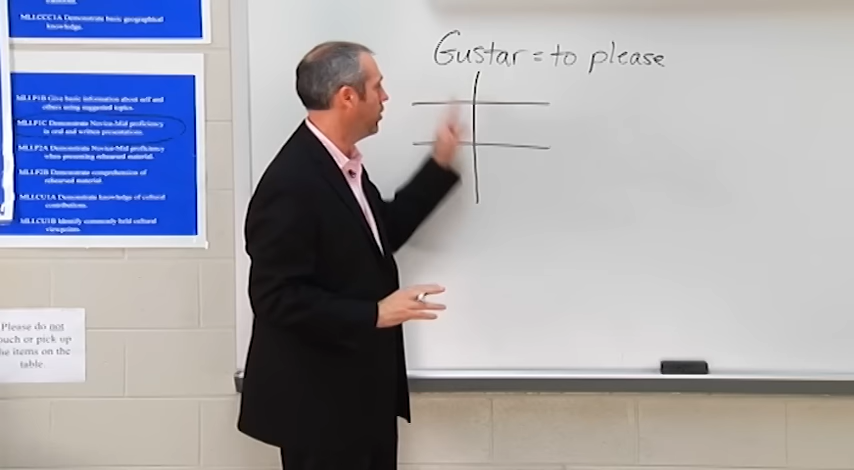 MLI.CCC1A Demonstrate basic geographical
knowledge.
MLI.P1B Give basic information about self and
others using suggested topics.
MLI.P1C Demonstrate Novice-Mid proficiency
in oral and written presentations.
MLI.P2A Demonstrate Novice-Mid proficiency
when presenting rehearsed material.
MLI.P2B Demonstrate comprehension of
rehearsed material.
MLI.CU1A Demonstrate knowledge of cultural
contributions.
MLI.CU1B Identify commonly held cultural
viewpoints.
Please do not
ouch or pick up
he items on the
table.
Gustar = to please